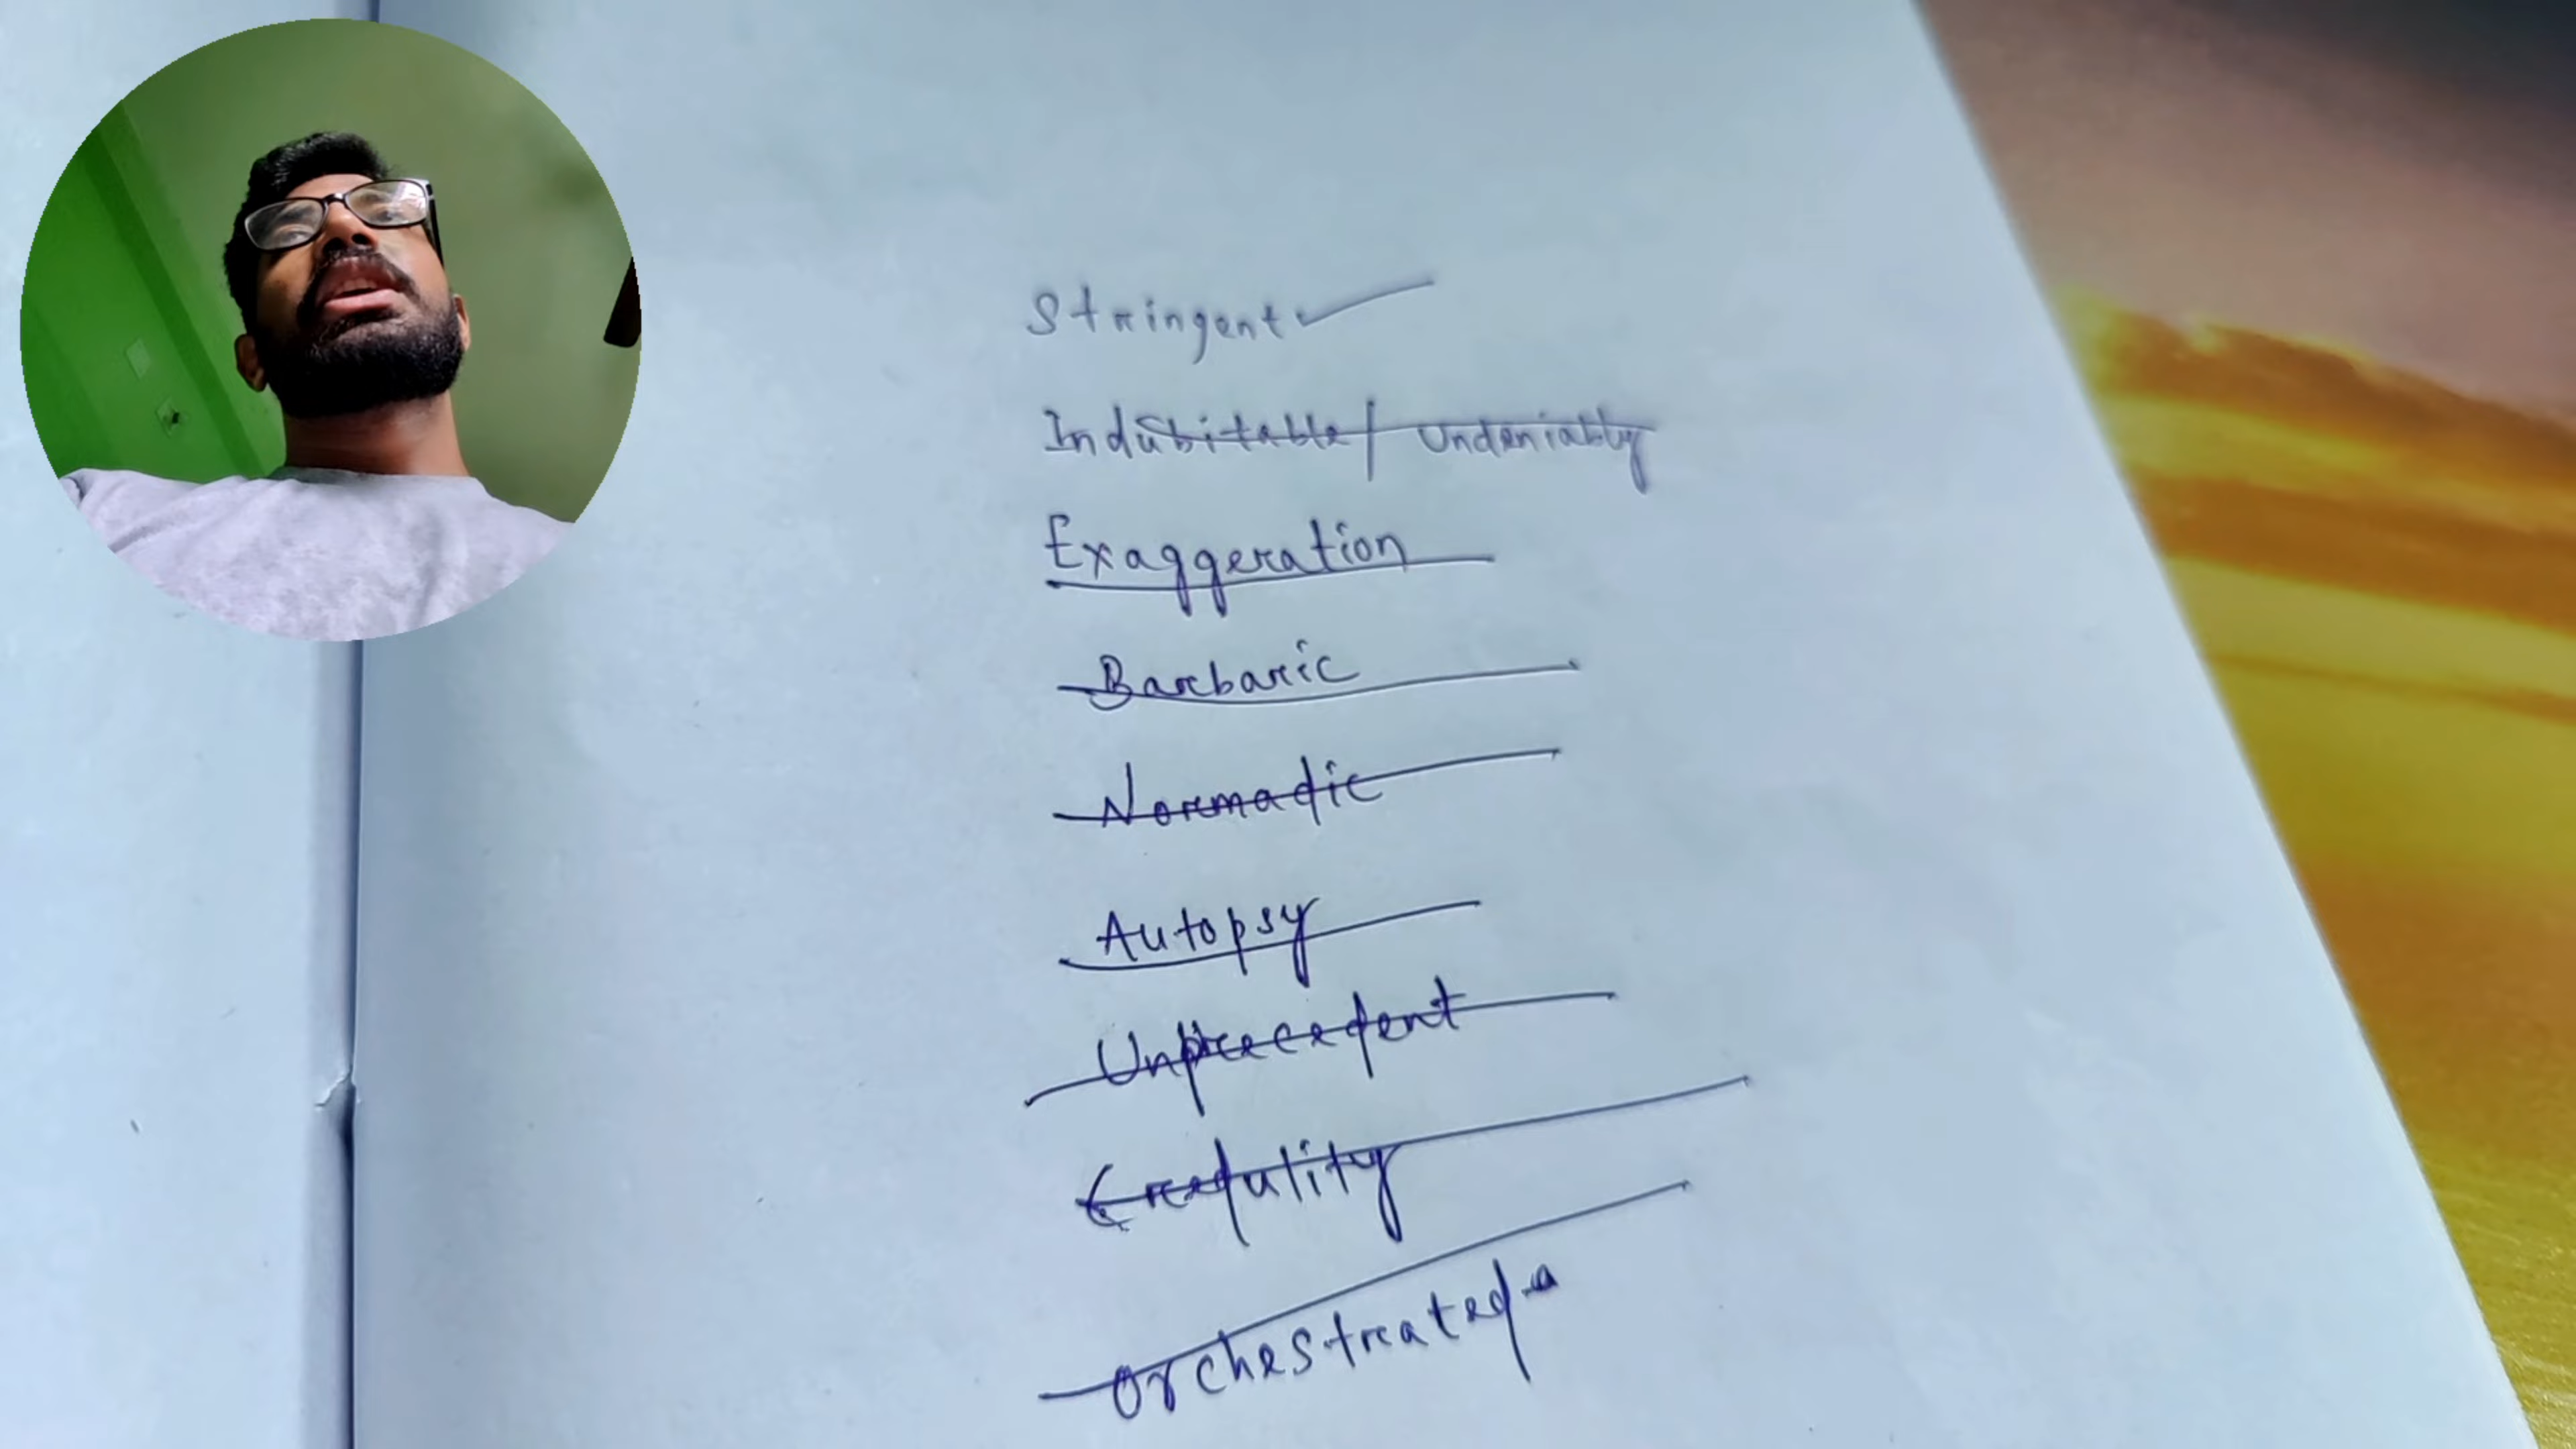 Stringent
Indubitable / Undeniably
Exaggeration
Barbaric
Normadic
Autopsy
Unprecedent
Credulity
Orchestrated